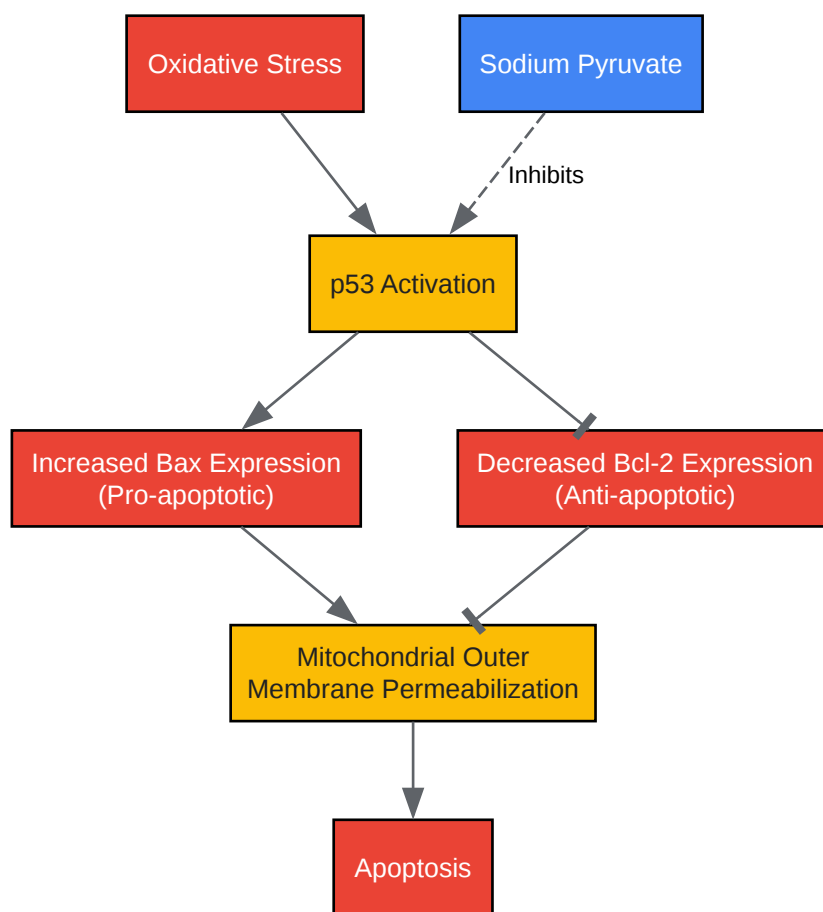 Oxidative Stress
Sodium Pyruvate
Inhibits
p53 Activation
Increased Bax Expression
(Pro-apoptotic)
Decreased Bcl-2 Expression
(Anti-apoptotic)
Mitochondrial Outer
Membrane Permeabilization
Apoptosis